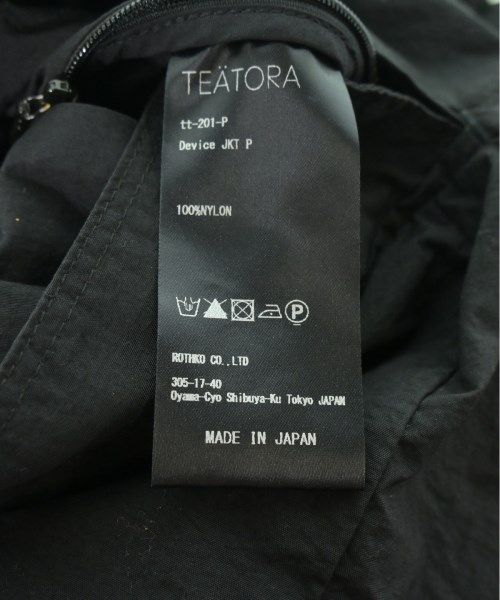 TEÄTORA
tt-201-P
Device JKT P
100%NYLON
P
ROTHKO CO.,LTD
305-17-40
Oyama-Cyo Shibuya-Ku Tokyo JAPAN
MADE IN JAPAN